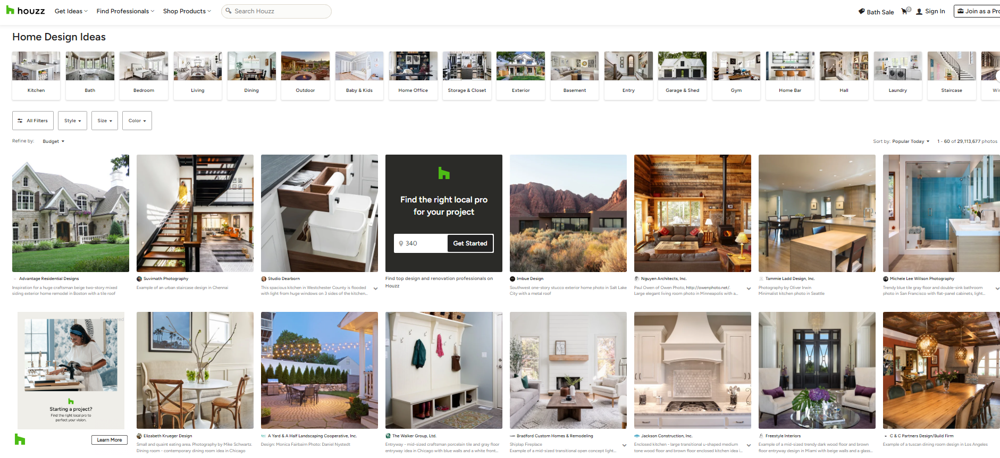 houzz
Get Ideas
Find Professionals
Shop Products
Search Houzz
Bath Sale
0
Sign In
Join as a Pro
Home Design Ideas
Kitchen
Bath
Bedroom
Living
Dining
Outdoor
Baby & Kids
Home Office
Storage & Closet
Exterior
Basement
Entry
Garage & Shed
Gym
Home Bar
Hall
Laundry
Staircase
All Filters
Style
Size
Color
Refine by:
Budget
Sort by: Popular Today
1 - 60 of 29,113,677 photos
Find the right local pro
for your project
340
Get Started
Advantage Residential Designs
Inspiration for a huge craftsman beige two-story mixed
siding exterior home remodel in Boston with a tile roof
Suvirnath Photography
Example of an urban staircase design in Chennai
Studio Dearborn
This spacious kitchen in Westchester County is flooded
with light from huge windows on 3 sides of the kitchen...
Find top design and renovation professionals on
Houzz
Imbue Design
Southwest one-story stucco exterior home photo in Salt Lake
City with a metal roof
Nguyen Architects, Inc.
Paul Owen of Owen Photo, http://owenphoto.net/.
Large elegant living room photo in Minneapolis with a...
Tammie Ladd Design, Inc.
Photography by Oliver Irwin
Minimalist kitchen photo in Seattle
Michele Lee Willson Photography
Trendy blue tile gray floor and double-sink bathroom
photo in San Francisco with flat-panel cabinets, light...
Sponsored
Starting a project?
Find the right local pro to
perfect your vision.
Learn More
Elizabeth Krueger Design
Small and quaint eating area. Photography by Mike Schwartz.
Dining room - contemporary dining room idea in Chicago
A Yard & A Half Landscaping Cooperative, Inc.
Design: Monica Fairbairn Photo: Daniel Nystedt
The Walker Group, Ltd.
Entryway - mid-sized craftsman porcelain tile and gray floor
entryway idea in Chicago with blue walls and a white front...
Bradford Custom Homes & Remodeling
Shiplap Fireplace
Example of a mid-sized transitional open concept light...
Jackson Construction, Inc.
Enclosed kitchen - large transitional u-shaped medium
tone wood floor and brown floor enclosed kitchen idea i...
Freestyle Interiors
Example of a mid-sized trendy dark wood floor and brown
floor entryway design in Miami with beige walls and a glass...
C & C Partners Design/Build Firm
Example of a tuscan dining room design in Los Angeles